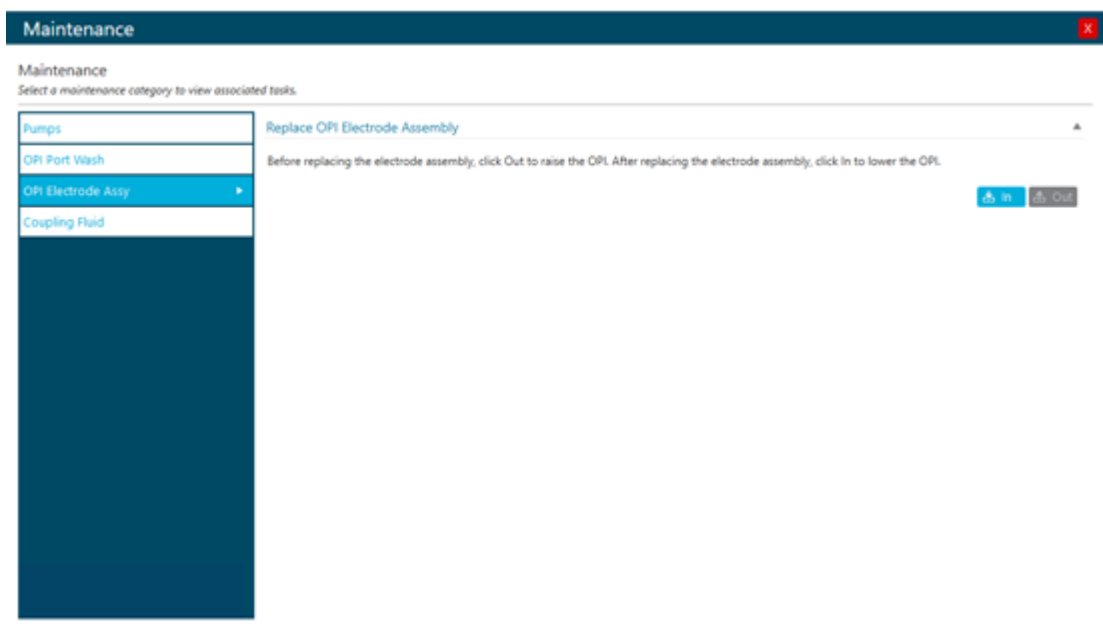 Maintenance
X
Maintenance
Select a maintenance category to view associated tasks.
Pumps
OPI Port Wash
OPI Electrode Assy
Coupling Fluid
Replace OPI Electrode Assembly
Before replacing the electrode assembly, click Out to raise the OPI. After replacing the electrode assembly, click In to lower the OPI.
In Out